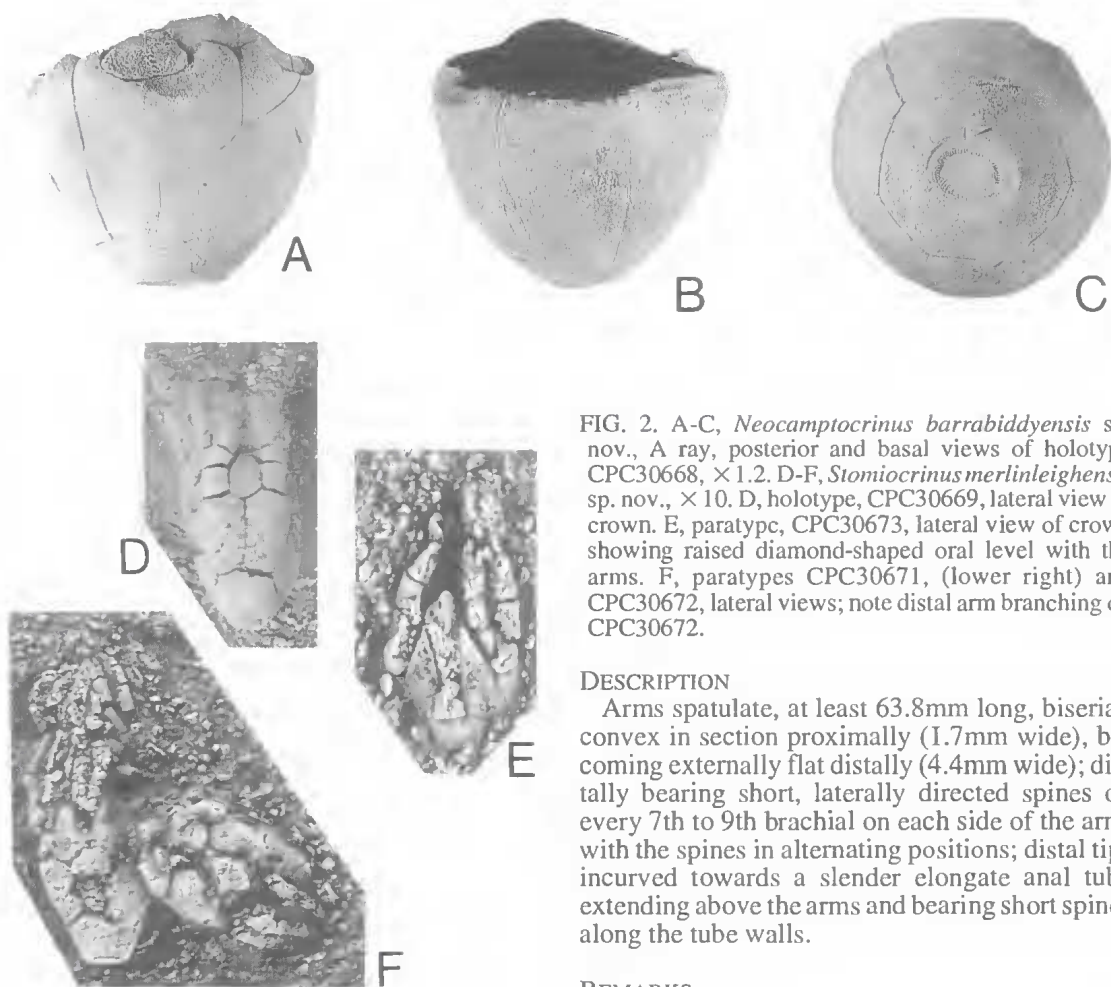 A
B
C
D
E
F
FIG. 2. A-C, Neocamptocrinus barrabiddyensis s
nov., A ray, posterior and basal views of holotyp
CPC30668, ×1.2. D-F, Stomiocrinus merlinleighens
sp. nov., ×10. D, holotype, CPC30669, lateral view
crown. E, paratypc, CPC30673, lateral view of crow
showing raised diamond-shaped oral level with th
arms. F, paratypes CPC30671, (lower right) an
CPC30672, lateral views; note distal arm branching o
CPC30672.
DESCRIPTION
Arms spatulate, at least 63.8mm long, biseria
convex in section proximally (1.7mm wide), b
coming externally flat distally (4.4mm wide); dis
tally bearing short, laterally directed spines o
every 7th to 9th brachial on each side of the arm
with the spines in alternating positions; distal tip
incurved towards a slender elongate anal tub
extending above the arms and bearing short spine
along the tube walls.
REMARKS